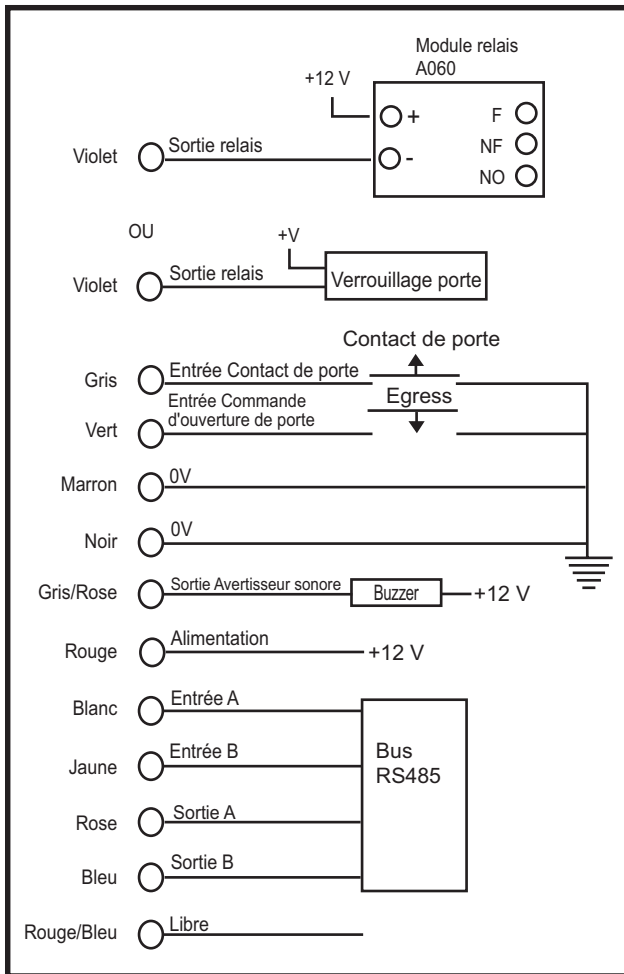 Module relais
A060
+12 V
+
F
NF
Violet
Sortie relais
-
NO
OU
+V
Violet
Sortie relais
Verrouillage porte
Contact de porte
Gris
Entrée Contact de porte
Egress
Entrée Commande
d'ouverture de porte
Vert
Marron
0V
Noir
0V
Gris/Rose
Sortie Avertisseur sonore
Buzzer
+12 V
Rouge
Alimentation
+12 V
Blanc
Entrée A
Jaune
Entrée B
Bus
RS485
Rose
Sortie A
Bleu
Sortie B
Rouge/Bleu
Libre